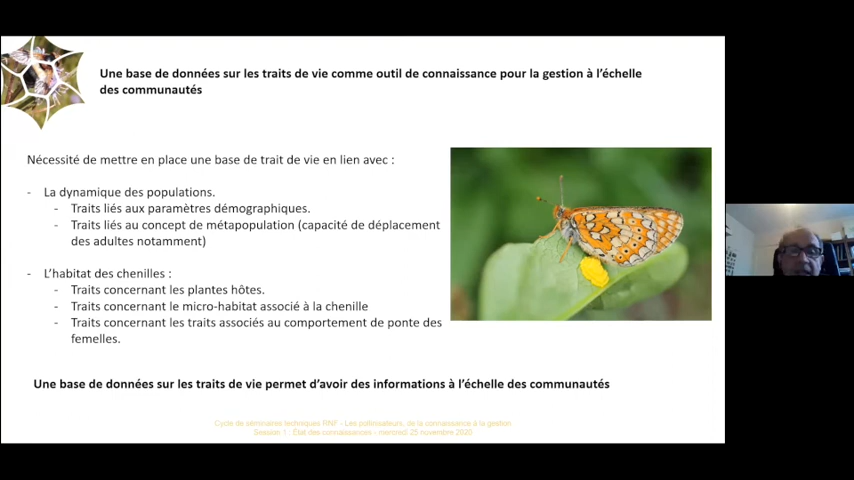 Une base de données sur les traits de vie comme outil de connaissance pour la gestion à l'échelle
des communautés
Nécessité de mettre en place une base de trait de vie en lien avec :
- La dynamique des populations.
- Traits liés aux paramètres démographiques.
- Traits liés au concept de métapopulation (capacité de déplacement
des adultes notamment)
- L'habitat des chenilles :
- Traits concernant les plantes hôtes.
- Traits concernant le micro-habitat associé à la chenille
- Traits concernant les traits associés au comportement de ponte des
femelles.
Une base de données sur les traits de vie permet d'avoir des informations à l'échelle des communautés
Cycle de séminaires techniques RNF - Les pollinisateurs, de la connaissance à la gestion
Session 1 : État des connaissances - mercredi 25 novembre 2020